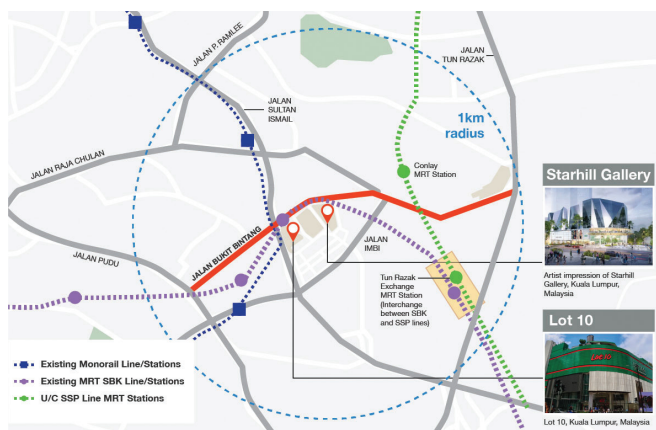 JALAN P. RAMLEE
JALAN
TUN RAZAK
JALAN
SULTAN
ISMAIL
1km
radius
JALAN RAJA CHULAN
Conlay
MRT Station
Starhill Gallery
JALAN BUKIT BINTANG
JALAN
IMBI
JALAN PUDU
Artist impression of Starhill
Gallery, Kuala Lumpur,
Malaysia
Tun Razak
Exchange
MRT Station
(Interchange
between SBK
and SSP lines)
Lot 10
LOT 10
Existing Monorail Line/Stations
Existing MRT SBK Line/Stations
U/C SSP Line MRT Stations
Lot 10, Kuala Lumpur, Malaysia